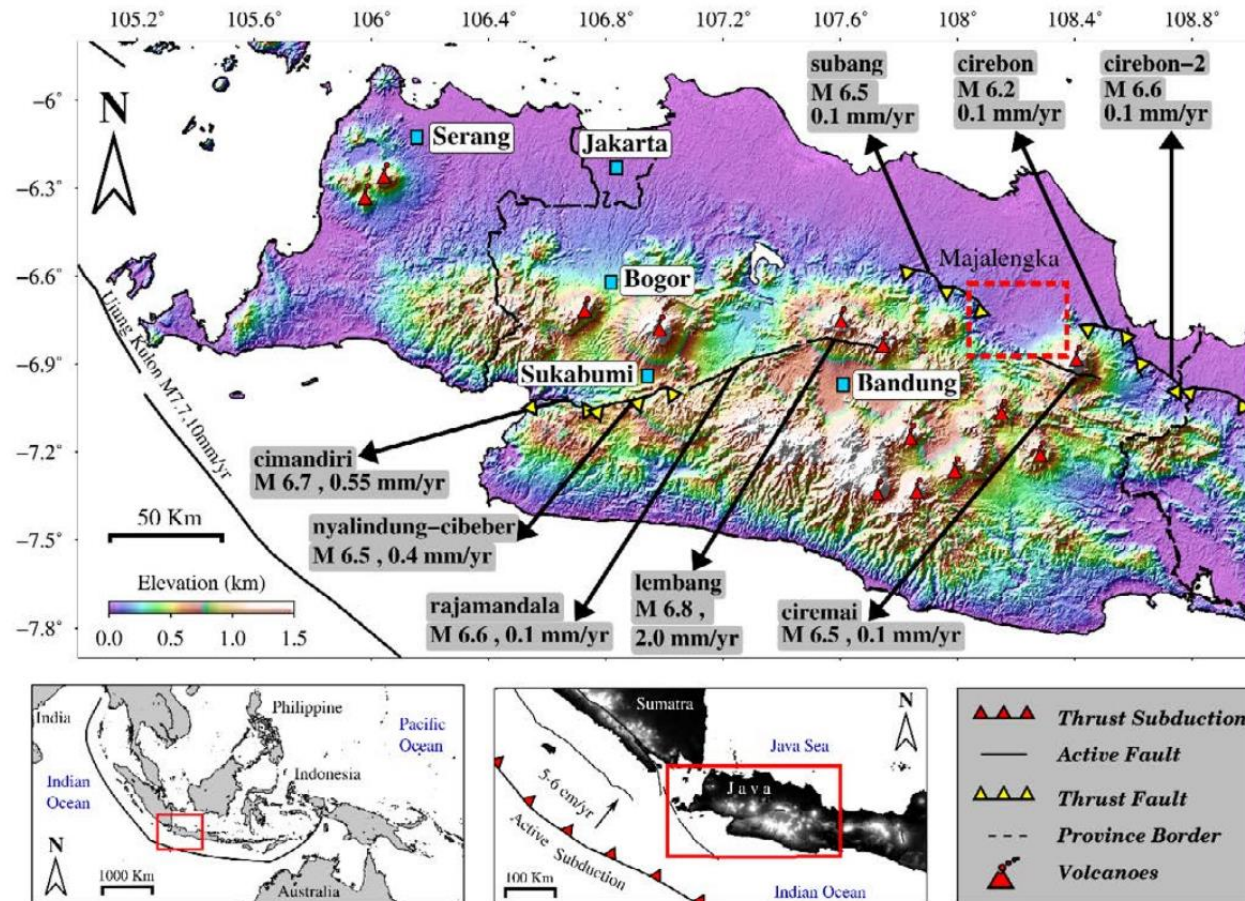 105.2 105.6 106 106.4 106.8 107.2 107.6 108 108.4 108.8
subang
M 6.5
0.1 mm/yr
cirebon
M 6.2
0.1 mm/yr
cirebon-2
M 6.6
0.1 mm/yr
-6
-6.3
-6.6
-6.9
-7.2
-7.5
-7.8
N
Serang
Jakarta
Majalengka
Bogor
Sukabumi
Bandung
Ujung Kulon M7.7,10mm/yr
cimandiri
M 6.7 , 0.55 mm/yr
50 Km
nyalindung-cibeber
M 6.5 , 0.4 mm/yr
Elevation (km)
0.0 0.5 1.0 1.5
rajamandala
M 6.6 , 0.1 mm/yr
lembang
M 6.8 ,
2.0 mm/yr
ciremai
M 6.5 , 0.1 mm/yr
India
Philippine
Pacific
Ocean
Indian
Ocean
Indonesia
N
1000 Km
Australia
Sumatra
N
Java Sea
5.6 cm/yr
Java
Active Subduction
100 Km
Indian Ocean
Thrust Subduction
Active Fault
Thrust Fault
Province Border
Volcanoes